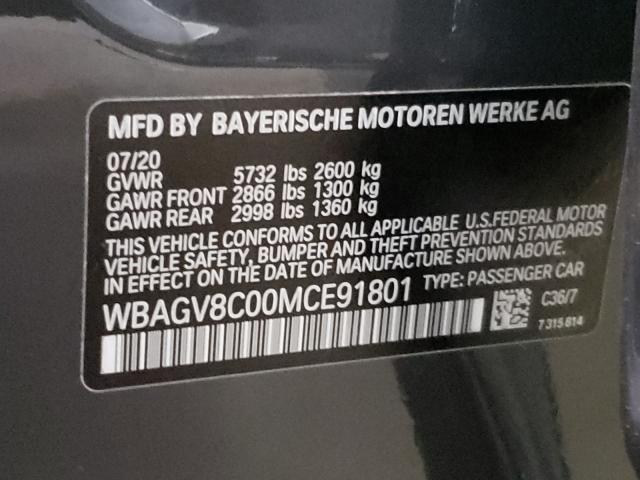 MFD BY BAYERISCHE MOTOREN WERKE AG
07/20
GVWR 5732 lbs 2600 kg
GAWR FRONT 2866 lbs 1300 kg
GAWR REAR 2998 lbs 1360 kg
THIS VEHICLE CONFORMS TO ALL APPLICABLE U.S.FEDERAL MOTOR
VEHICLE SAFETY, BUMPER AND THEFT PREVENTION STANDARDS
IN EFFECT ON THE DATE OF MANUFACTURE SHOWN ABOVE.
WBAGV8C00MCE91801 TYPE: PASSENGER CAR
C36/7
7 315 614